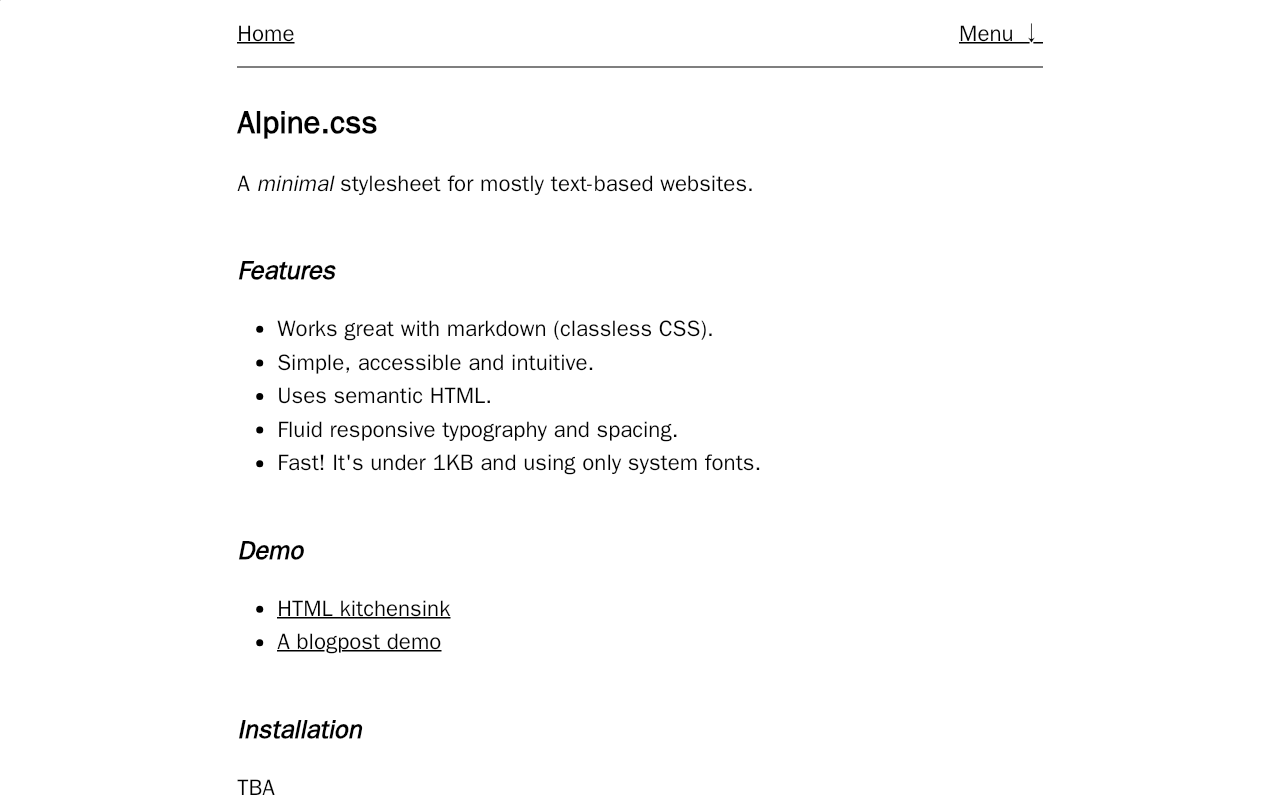 Home
Menu ↓
Alpine.css
A minimal stylesheet for mostly text-based websites.
Features
Works great with markdown (classless CSS).
Simple, accessible and intuitive.
Uses semantic HTML.
Fluid responsive typography and spacing.
Fast! It's under 1KB and using only system fonts.
Demo
HTML kitchensink
A blogpost demo
Installation
TBA